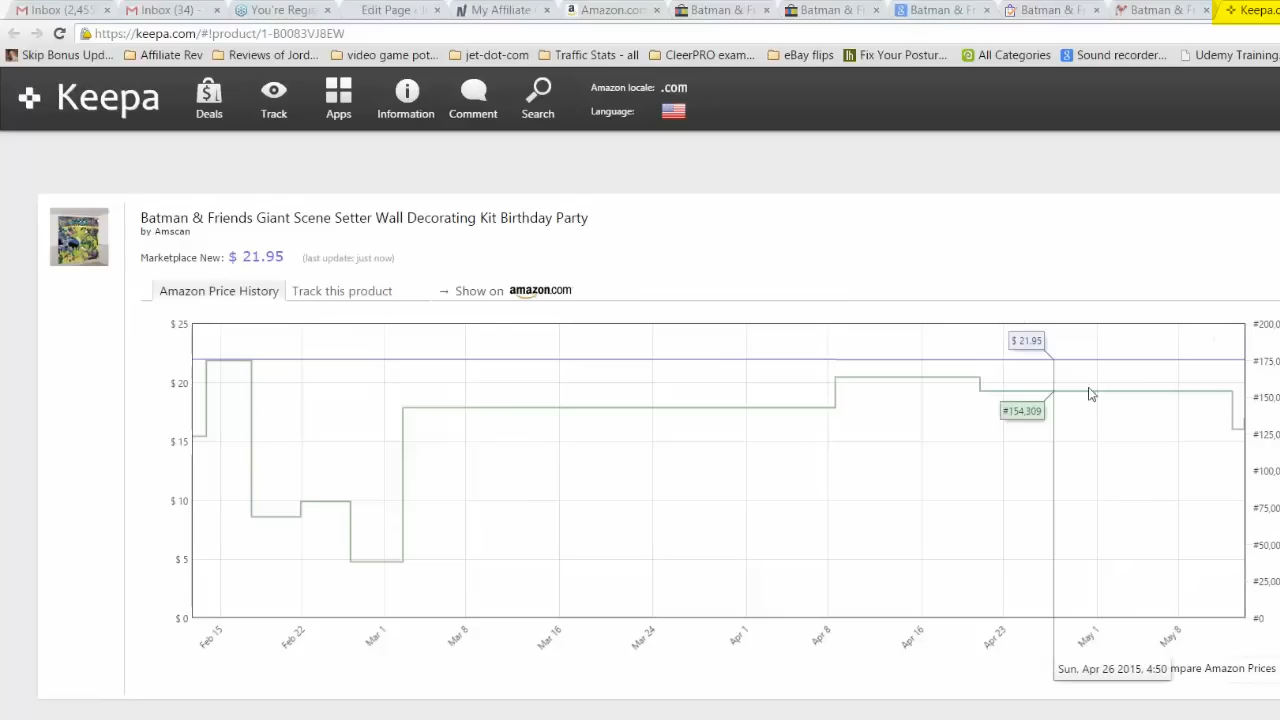 Inbox (2,45
Inbox (34) -
You're Reg
Edit Page
My Affiliate
Amazon.com
Batman & F
Batman & F
Batman & F
Batman & F
Batman & F
Keepa.c
https://keepa.com/#!product/1-B0083VJ8EW
Skip Bonus Upd... Affiliate Rev Reviews of Jord... video game pot... jet-dot-com Traffic Stats - all CleerPRO exam... eBay flips Fix Your Postur... All Categories Sound recorder... Udemy Training
Keepa
Deals Track Apps Information Comment Search
Amazon locale: .com
Language:
Batman & Friends Giant Scene Setter Wall Decorating Kit Birthday Party
by Amscan
Marketplace New: $ 21.95 (last update: just now)
Amazon Price History Track this product → Show on amazon.com
$ 25 #200,
$ 21.95
#175,0
$ 20
#150,0
#154,309
$ 15 #125,0
#100,0
$ 10
#75,00
$ 5 #50,00
#25,00
$ 0 #0
Feb 15 Feb 22 Mar 1 Mar 8 Mar 16 Mar 24 Apr 1 Apr 8 Apr 16 Apr 23 May 1 May 8
Sun, Apr 26 2015, 4:50 mpare Amazon Prices